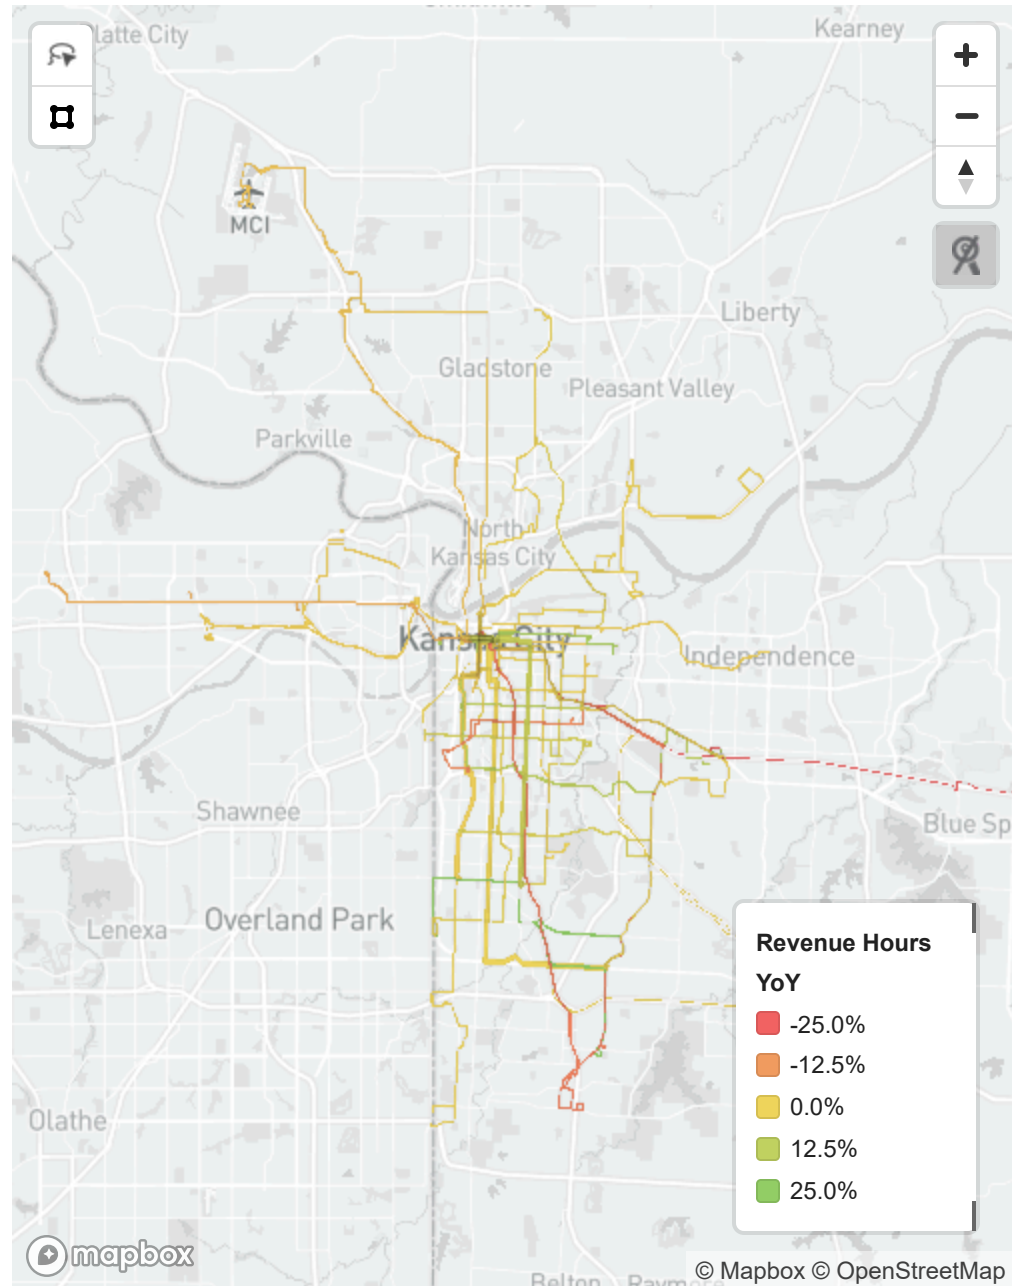 Platte City
Kearney
MCI
Liberty
Gladstone
Pleasant Valley
Parkville
North
Kansas City
Kansas City
Independence
Shawnee
Blue Sp
Overland Park
Lenexa
Olathe
Revenue Hours
YoY
-25.0%
-12.5%
0.0%
12.5%
25.0%
mapbox
© Mapbox © OpenStreetMap
Belton
Raymore